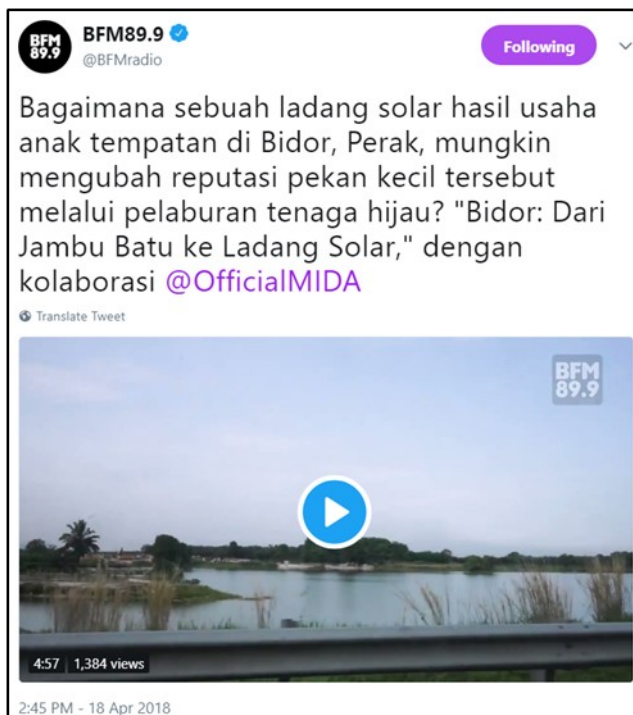 BFM
89.9
BFM89.9
@BFMradio
Following
Bagaimana sebuah ladang solar hasil usaha
anak tempatan di Bidor, Perak, mungkin
mengubah reputasi pekan kecil tersebut
melalui pelaburan tenaga hijau? "Bidor: Dari
Jambu Batu ke Ladang Solar," dengan
kolaborasi @OfficialMIDA
Translate Tweet
BFM
89.9
4:57 1,384 views
2:45 PM - 18 Apr 2018